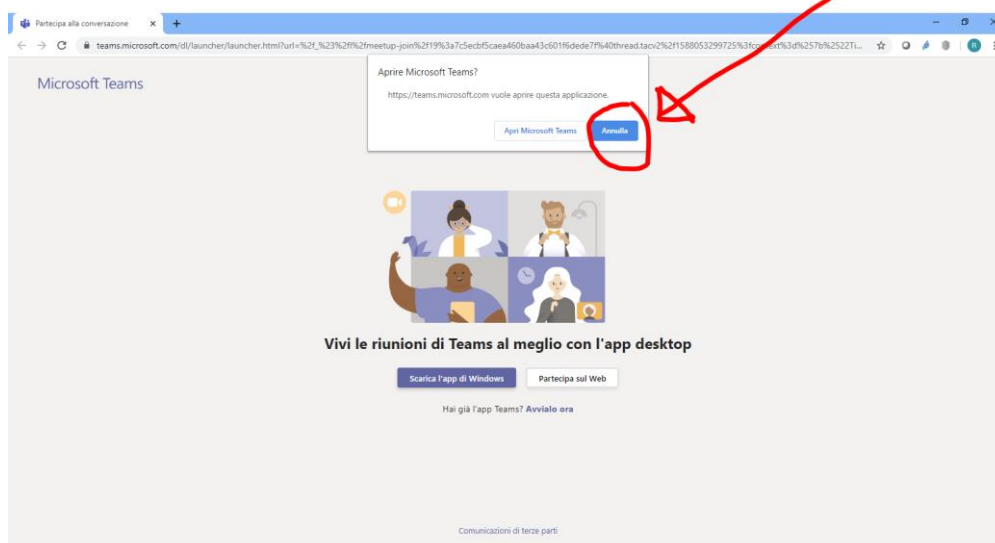 Partecipa alla conversazione
teams.microsoft.com/dl/launcher/launcher.html?url=%2f_%23%2fl%2fmeetup-join%2f19%3a7c5ecbf5caea460baa43c601f6dede7f%40thread.tacv2%2f1588053299725%3fcontext%3d%257b%2522Ti...
R
Microsoft Teams
Aprire Microsoft Teams?
https://teams.microsoft.com vuole aprire questa applicazione.
Apri Microsoft Teams Annulla
Vivi le riunioni di Teams al meglio con l'app desktop
Scarica l'app di Windows Partecipa sul Web
Hai già l'app Teams? Avvialo ora
Comunicazioni di terze parti